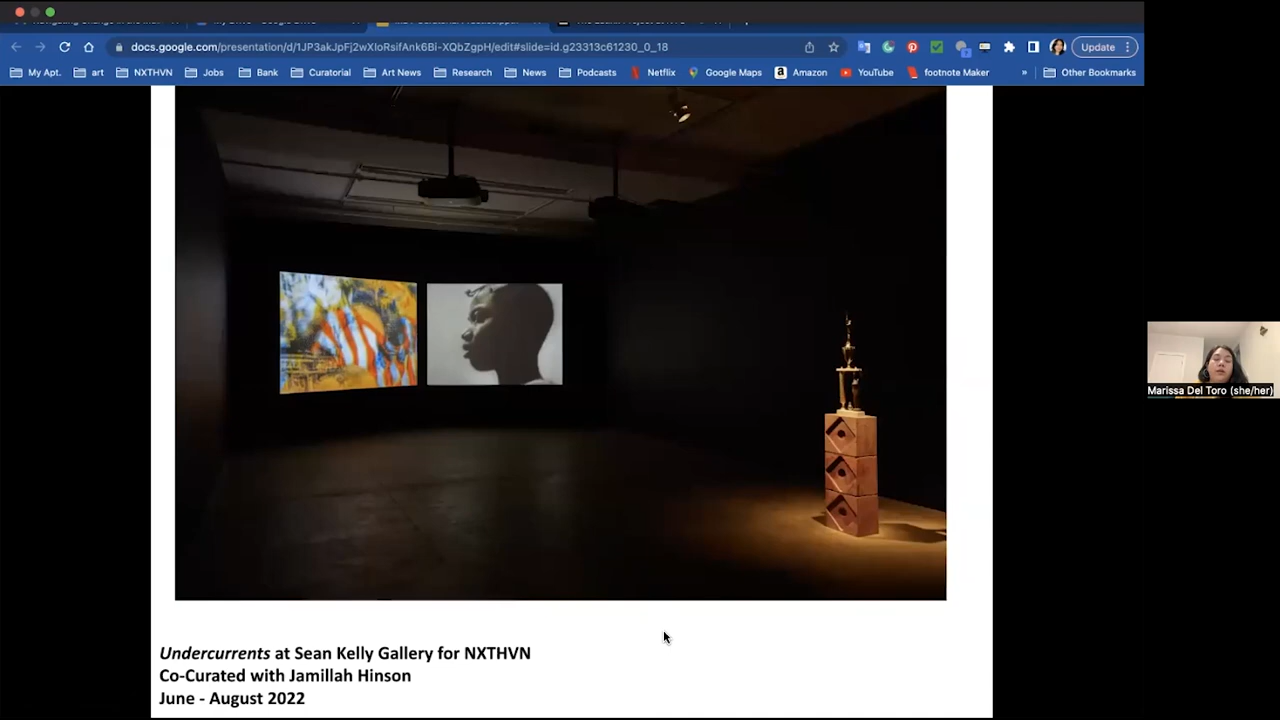 docs.google.com/presentation/d/1JP3akJpFj2wXIoRsifAnk6Bi-XQbZgpH/edit#slide=id.g23313c61230_0_18
Update
My Apt.
art
NXTHVN
Jobs
Bank
Curatorial
Art News
Research
News
Podcasts
Netflix
Google Maps
Amazon
YouTube
footnote Maker
»
Other Bookmarks
Marissa Del Toro (she/her)
Undercurrents at Sean Kelly Gallery for NXTHVN
Co-Curated with Jamillah Hinson
June - August 2022